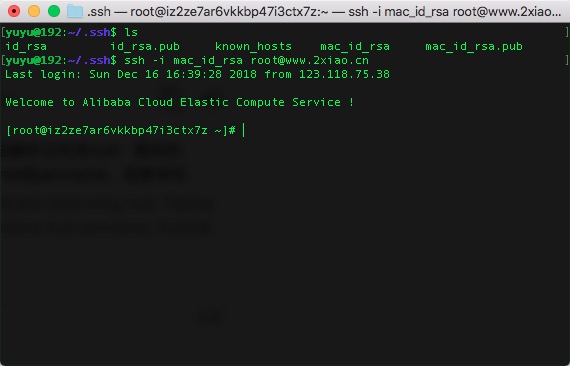 .ssh — root@iz2ze7ar6vkkbp47i3ctx7z:~ — ssh -i mac_id_rsa root@www.2xiao...
[yuyu@192:~/.ssh$ ls
id_rsa id_rsa.pub known_hosts mac_id_rsa mac_id_rsa.pub
[yuyu@192:~/.ssh$ ssh -i mac_id_rsa root@www.2xiao.cn ]
Last login: Sun Dec 16 16:39:28 2018 from 123.118.75.38
Welcome to Alibaba Cloud Elastic Compute Service !
[root@iz2ze7ar6vkkbp47i3ctx7z ~]#